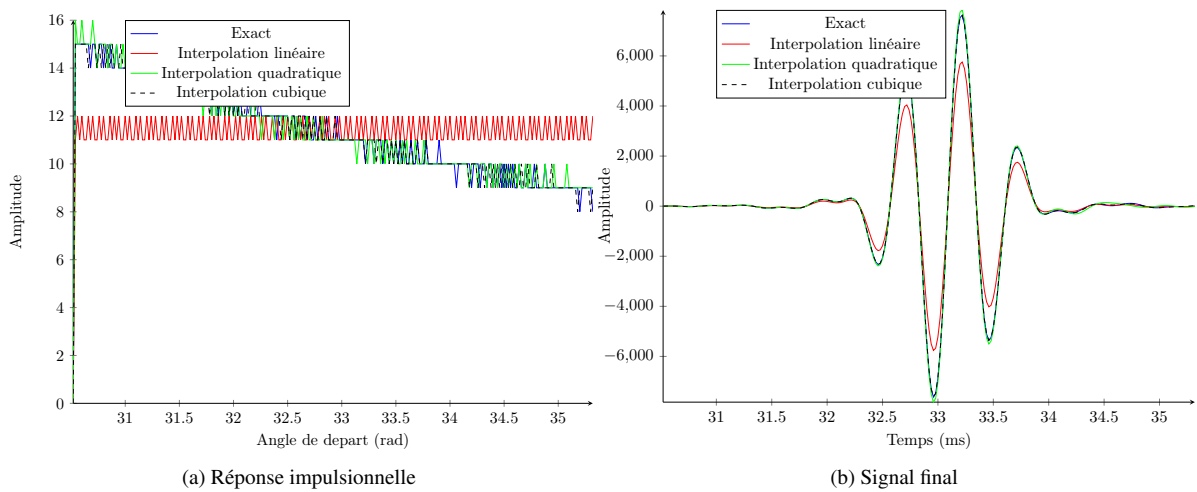 16
14
12
10
8
6
4
2
0
Amplitude
Exact
Interpolation linéaire
Interpolation quadratique
Interpolation cubique
31
31.5
32
32.5
33
33.5
34
34.5
35
Angle de depart (rad)
(a) Réponse impulsionnelle
6,000
4,000
2,000
0
−2,000
−4,000
−6,000
Amplitude
Exact
Interpolation linéaire
Interpolation quadratique
Interpolation cubique
31
31.5
32
32.5
33
33.5
34
34.5
35
Temps (ms)
(b) Signal final